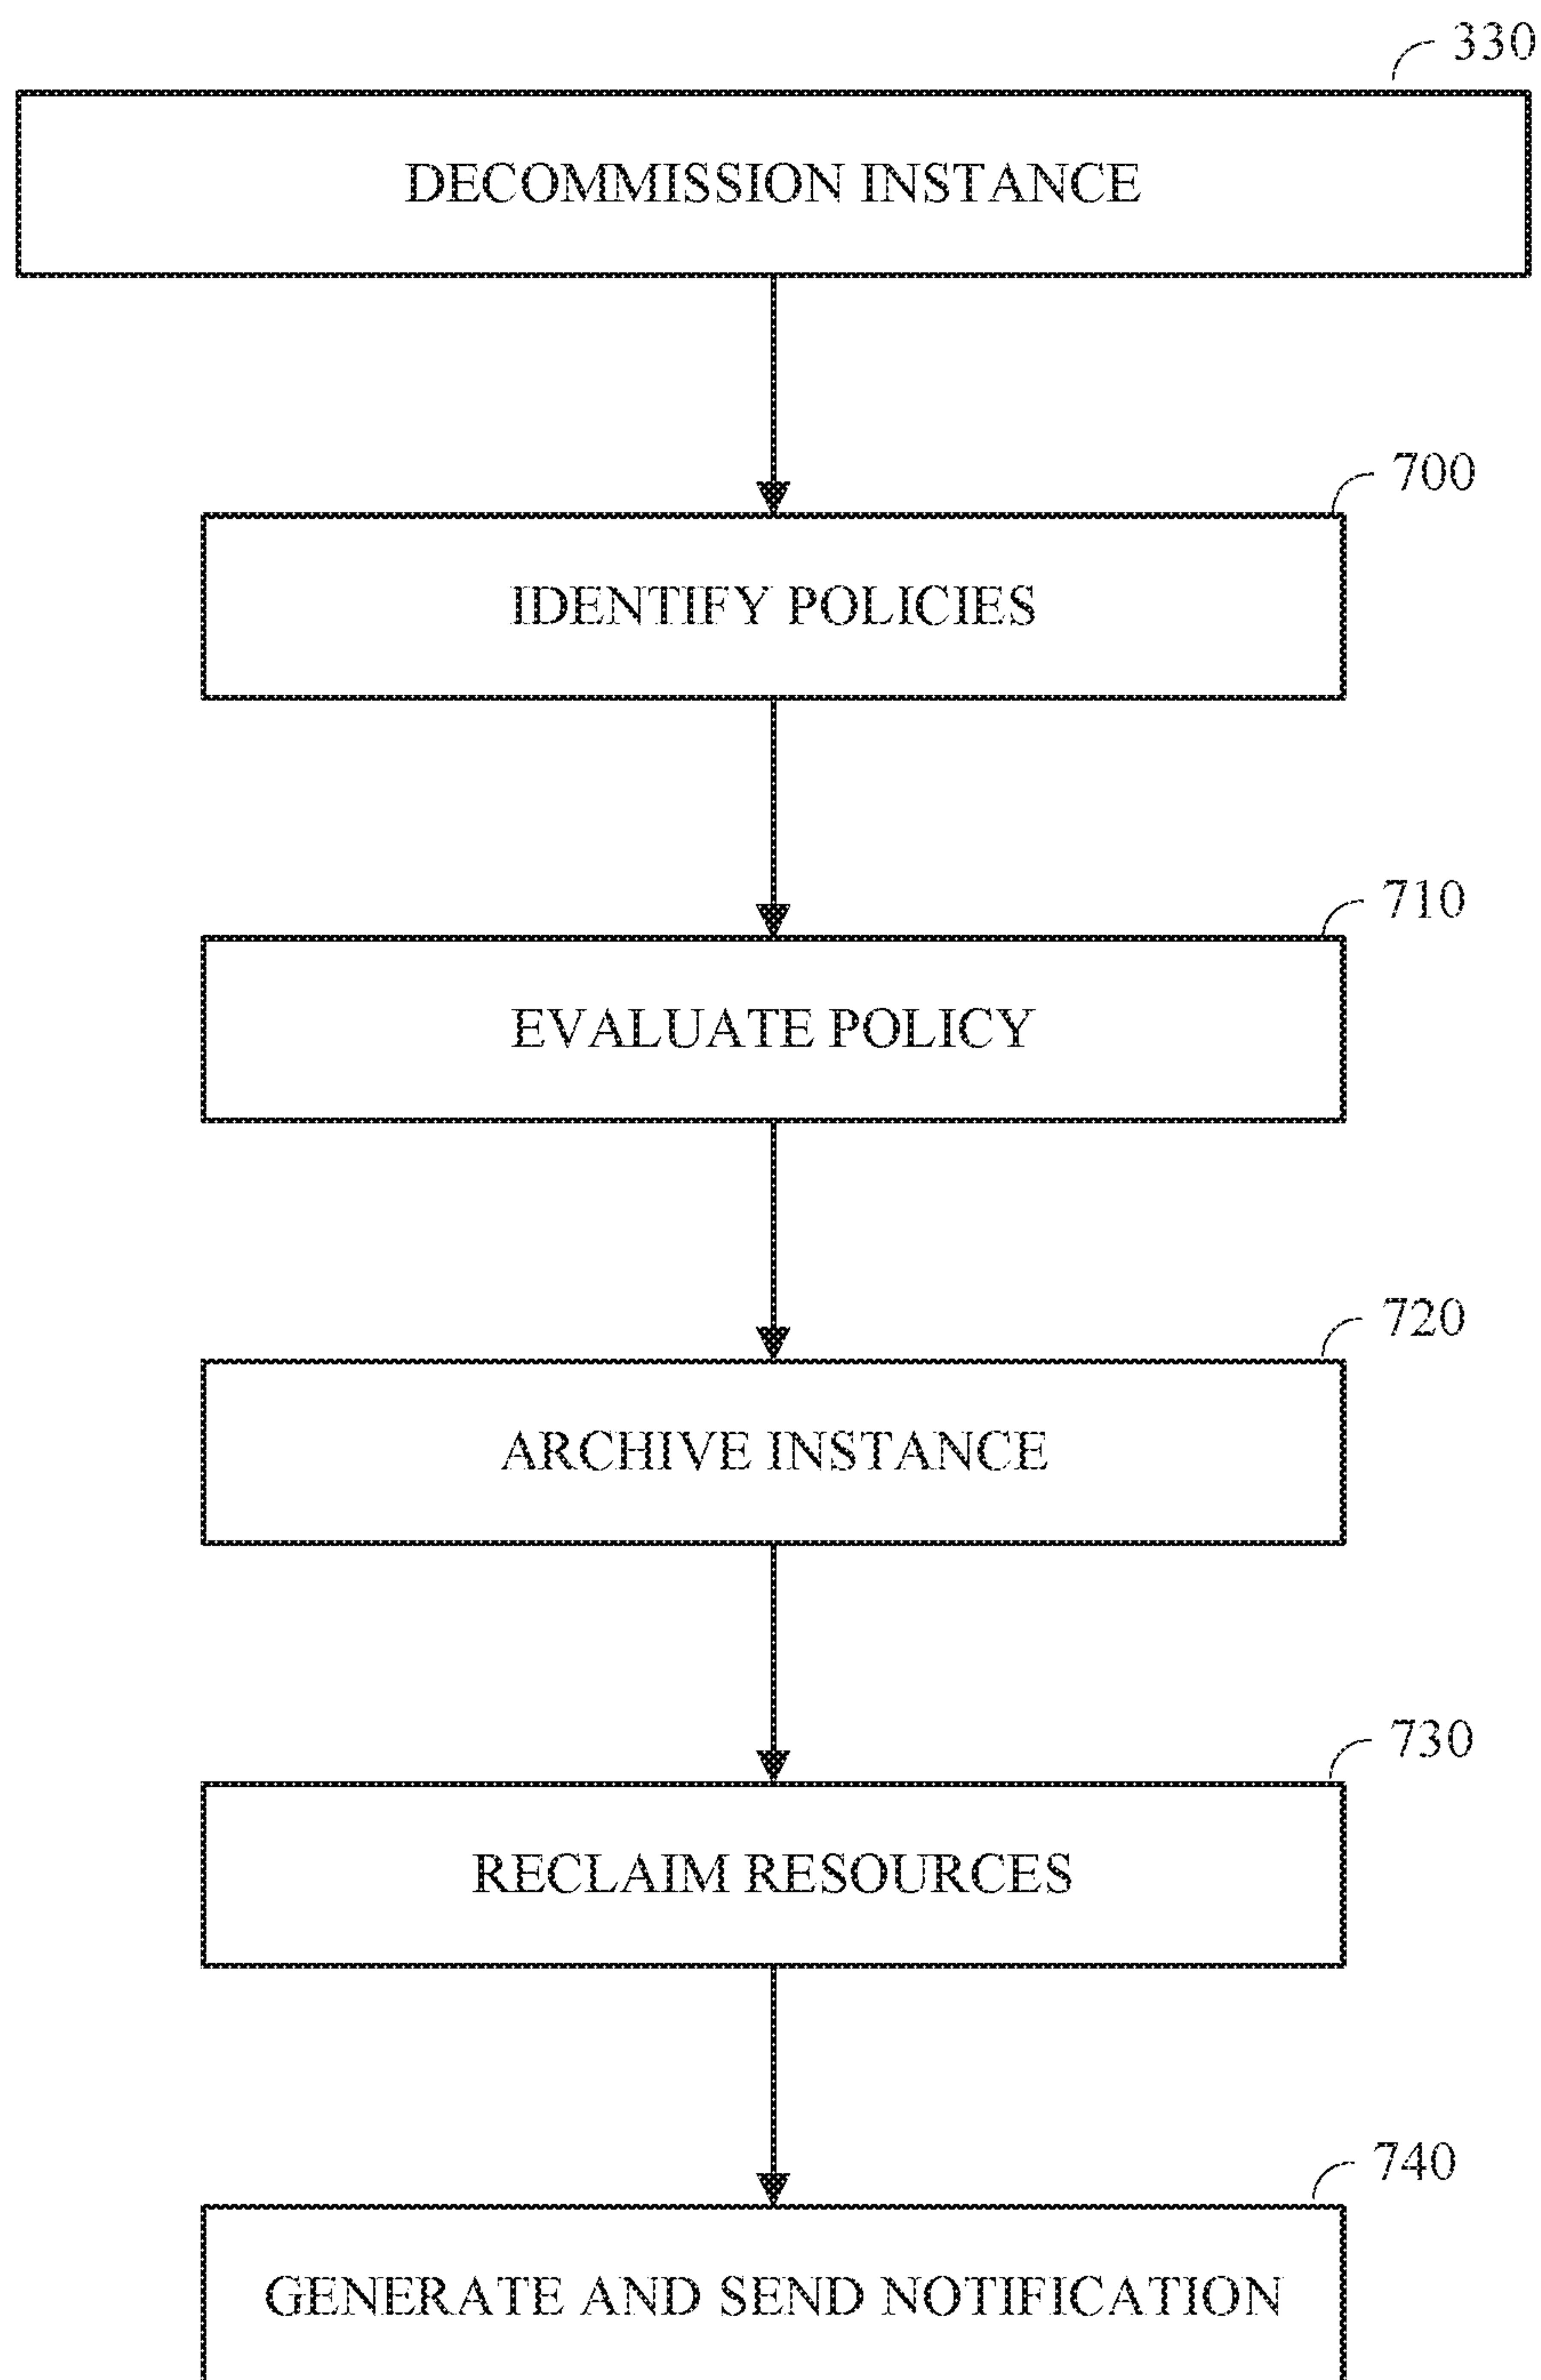 330
DECOMMISSION INSTANCE
700
IDENTIFY POLICIES
710
EVALUATE POLICY
720
ARCHIVE INSTANCE
730
RECLAIM RESOURCES
740
GENERATE AND SEND NOTIFICATION